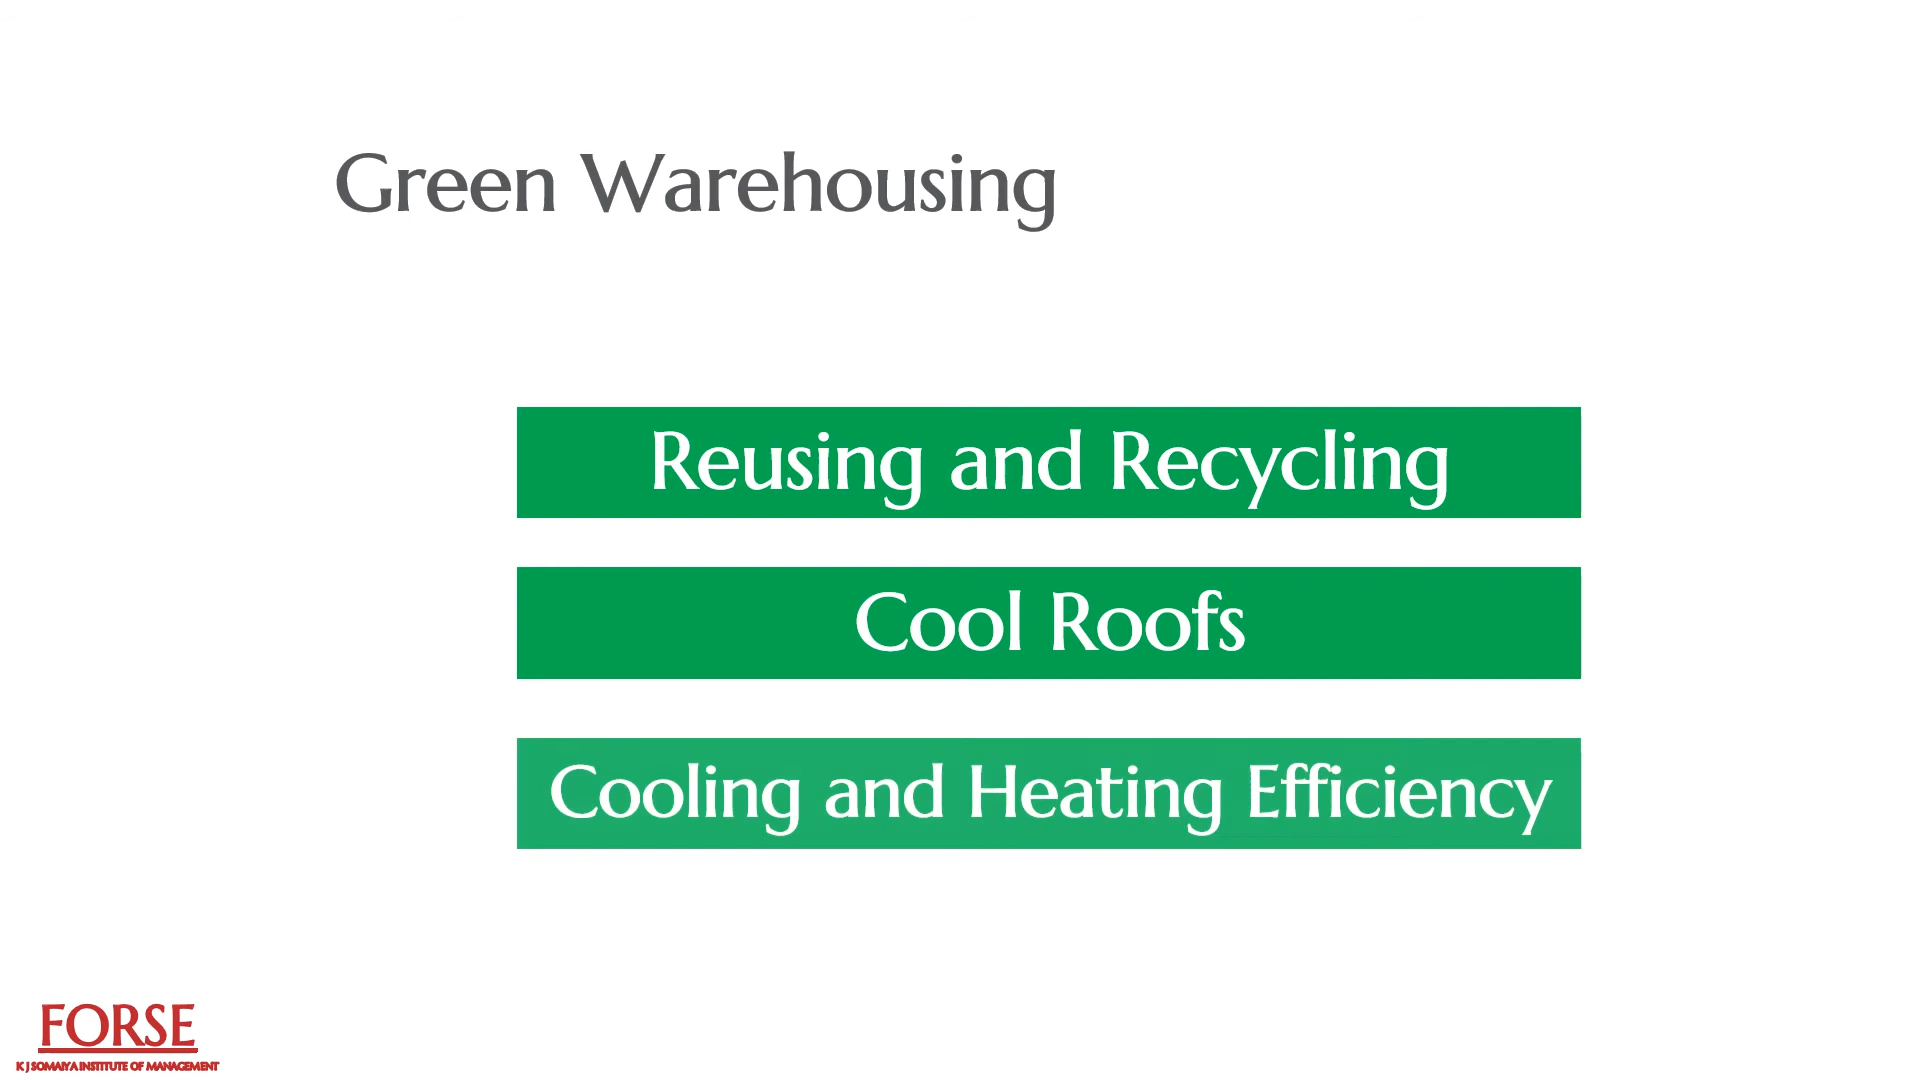 Green Warehousing
Reusing and Recycling
Cool Roofs
Cooling and Heating Efficiency
FORSE
K J SOMAIYA INSTITUTE OF MANAGEMENT